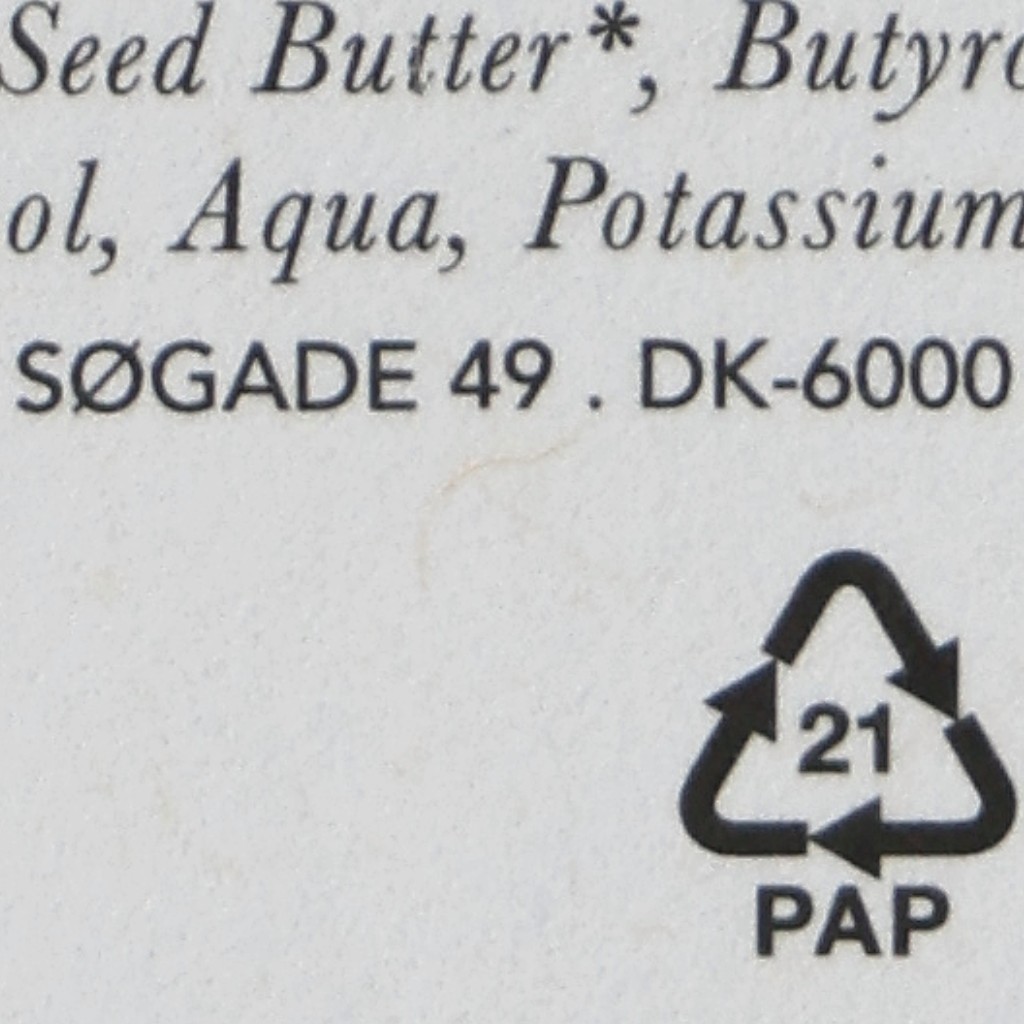 Seed Butter*, Butyro
ol, Aqua, Potassium
SØGADE 49 . DK-6000
21
PAP